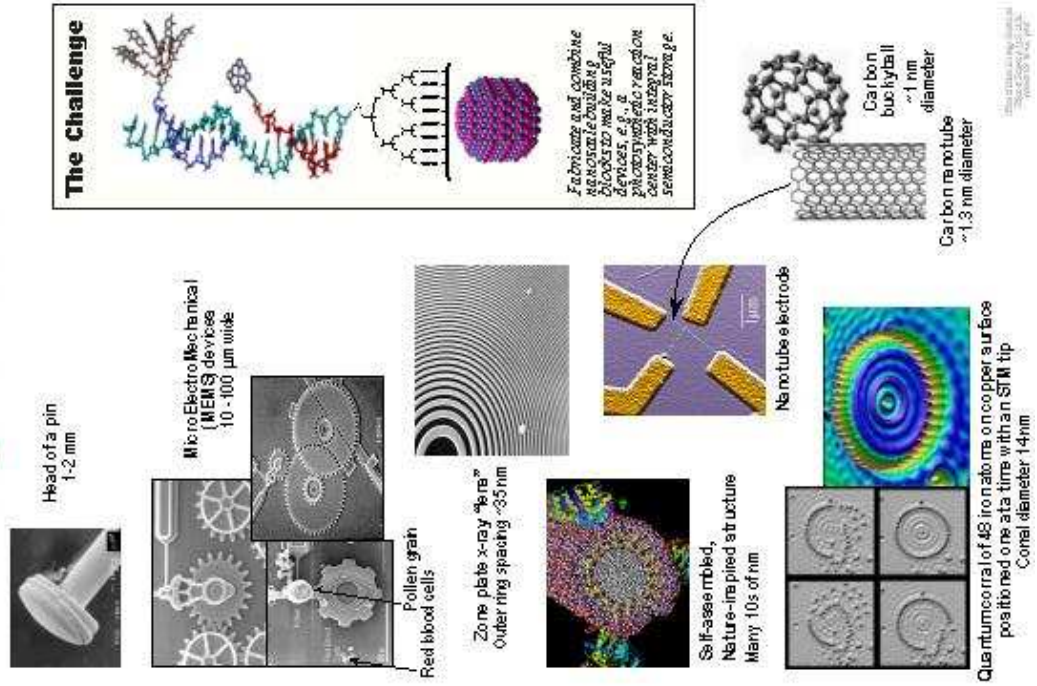 The Challenge
Fabricate and combine
nanoscale building
blocks to make useful
devices, e.g., a
photosynthetic reaction
center with integral
semiconductor storage.
Head of a pin
1-2 mm
MicroElectroMechanical
(MEMS) devices
10 -100 μm wide
Pollen grain
Red blood cells
Zone plate x-ray "lens"
Outer ring spacing ~35 nm
Self-assembled,
Nature-inspired structure
Many 10s of nm
Nanotube electrode
1μm
Carbon
buckyball
~1 nm
diameter
Carbon nanotube
~1.3 nm diameter
Quantum corral of 48 iron atoms on copper surface
positioned one at a time with an STM tip
Corral diameter 14 nm